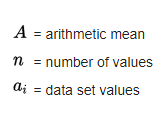 A = arithmetic mean
n = number of values
aᵢ = data set values